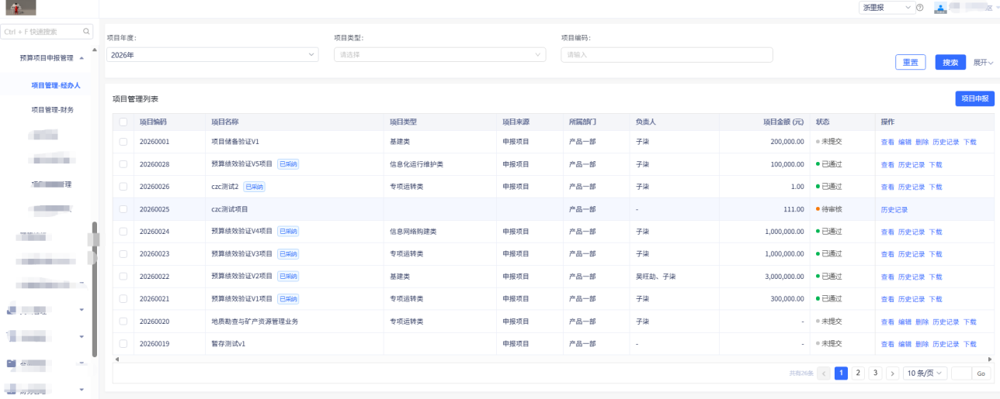 浙里报
Ctrl + F 快速搜索
预算项目申报管理
项目管理-经办人
项目管理-财务
项目年度:
项目类型:
项目编码:
2026年
请选择
请输入
重置
搜索
展开
项目管理列表
项目申报
项目编码 项目名称 项目类型 项目来源 所属部门 负责人 项目金额 (元) 状态 操作
20260001 项目储备验证V1 基建类 申报项目 产品一部 子柒 200,000.00 未提交 查看 编辑 删除 历史记录 下载
20260028 预算绩效验证V5项目 已采纳 信息化运行维护类 申报项目 产品一部 子柒 100,000.00 已通过 查看 历史记录 下载
20260026 czc测试2 已采纳 专项运转类 申报项目 产品一部 子柒 1.00 已通过 查看 历史记录 下载
20260025 czc测试项目 产品一部 - 111.00 待审核 历史记录
20260024 预算绩效验证V4项目 已采纳 信息网络购建类 申报项目 产品一部 子柒 1,000,000.00 已通过 查看 历史记录 下载
20260023 预算绩效验证V3项目 已采纳 专项运转类 申报项目 产品一部 子柒 1,000,000.00 已通过 查看 历史记录 下载
20260022 预算绩效验证V2项目 已采纳 基建类 申报项目 产品一部 吴旺劼、子柒 3,000,000.00 已通过 查看 历史记录 下载
20260021 预算绩效验证V1项目 已采纳 专项运转类 申报项目 产品一部 子柒 300,000.00 已通过 查看 历史记录 下载
20260020 地质勘查与矿产资源管理业务 专项运转类 申报项目 产品一部 子柒 - 未提交 查看 编辑 删除 历史记录 下载
20260019 暂存测试v1 申报项目 产品一部 - - 未提交 查看 编辑 删除 历史记录 下载
共有26条 1 2 3 10 条/页 Go